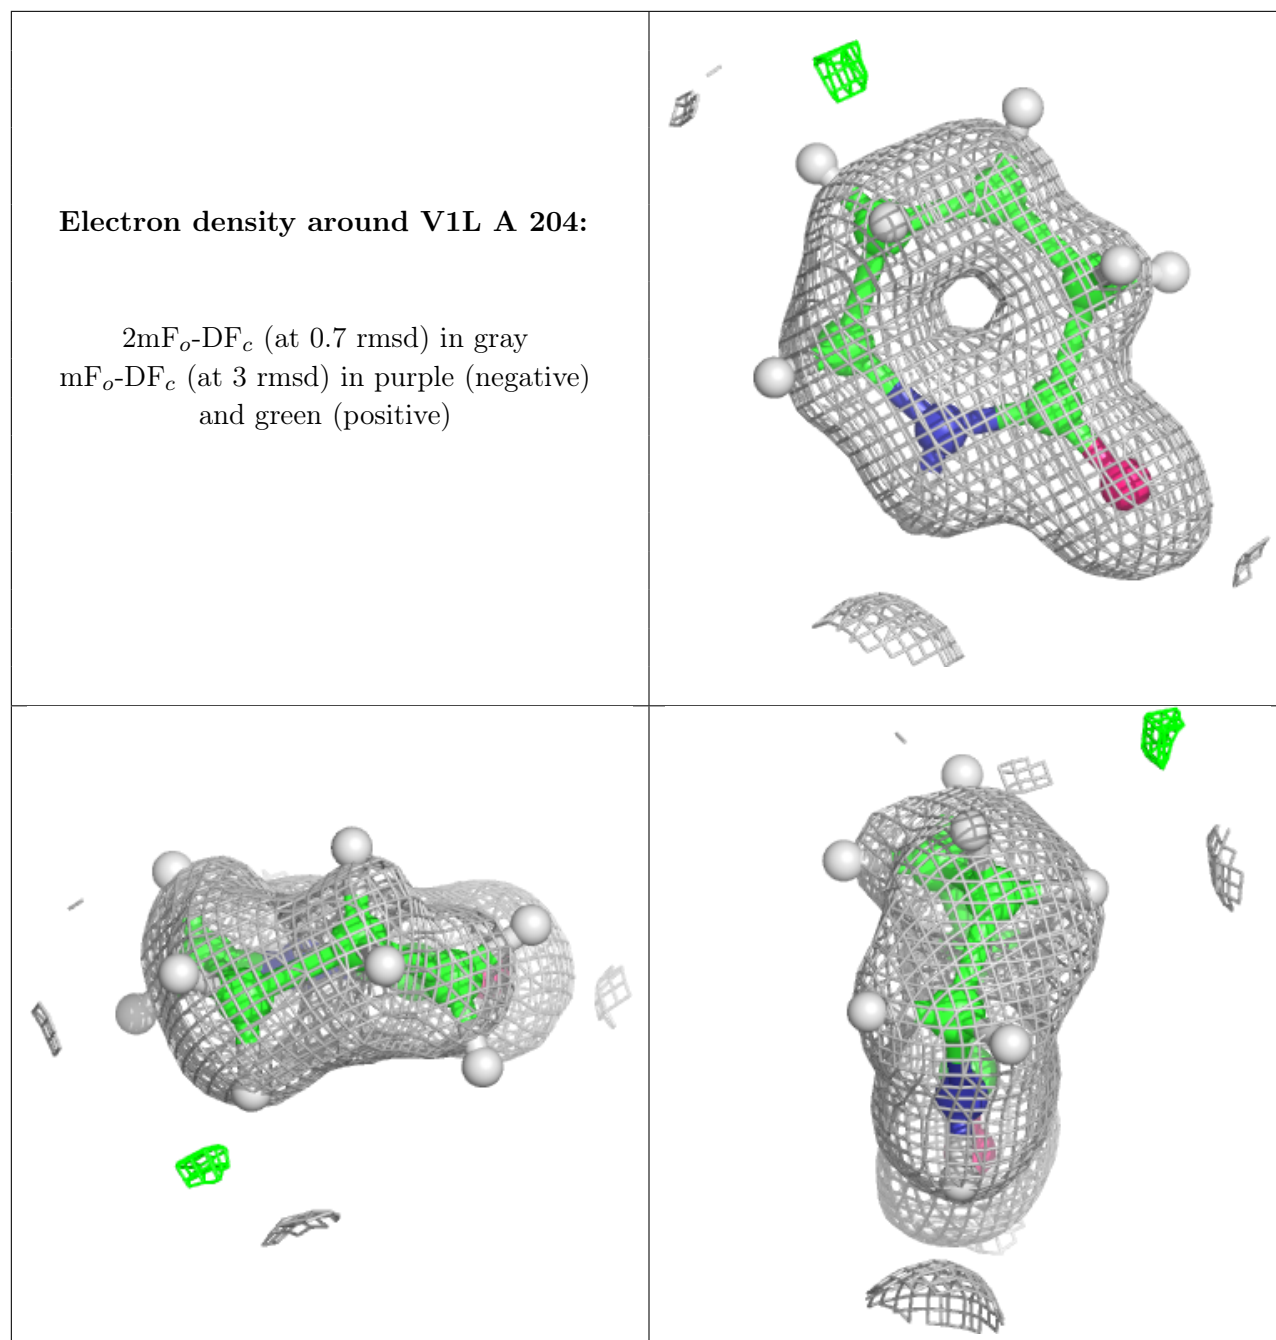 Electron density around V1L A 204:
2mFo-DFc (at 0.7 rmsd) in gray
mFo-DFc (at 3 rmsd) in purple (negative)
and green (positive)